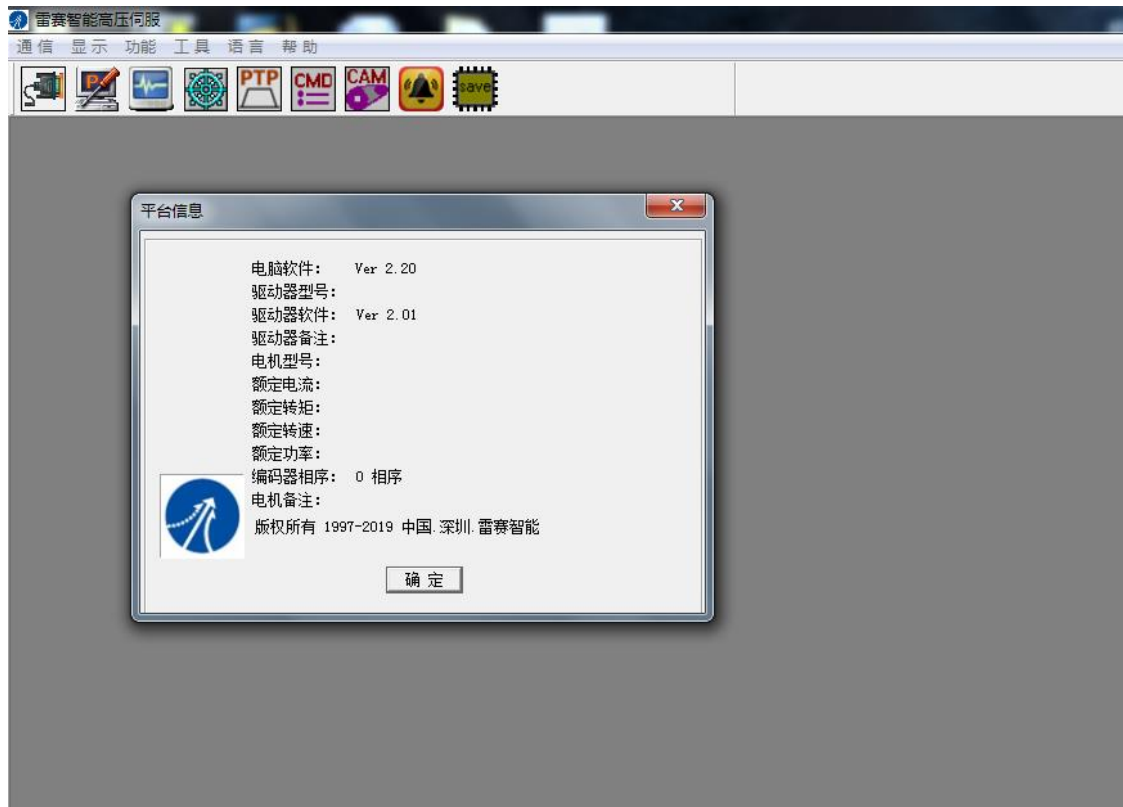 雷赛智能高压伺服
通信 显示 功能 工具 语言 帮助
PTP CMD CAM save
平台信息
电脑软件: Ver 2.20
驱动器型号:
驱动器软件: Ver 2.01
驱动器备注:
电机型号:
额定电流:
额定转矩:
额定转速:
额定功率:
编码器相序: 0 相序
电机备注:
版权所有 1997-2019 中国.深圳.雷赛智能
确定